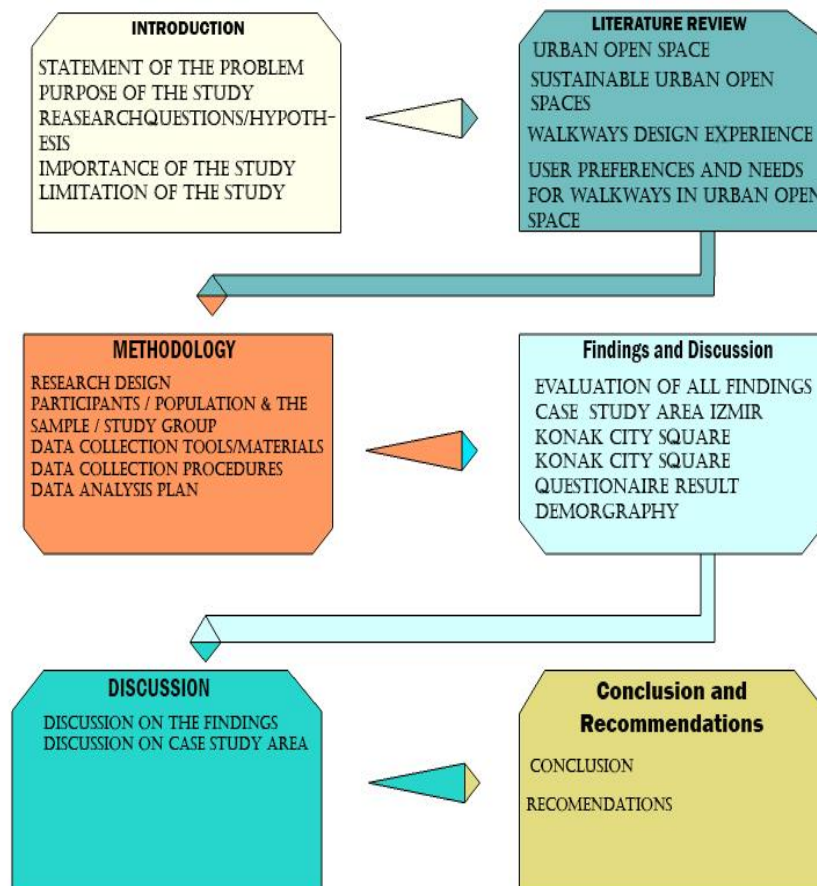 INTRODUCTION
STATEMENT OF THE PROBLEM
PURPOSE OF THE STUDY
REASEARCHQUESTIONS/HYPOTH-
ESIS
IMPORTANCE OF THE STUDY
LIMITATION OF THE STUDY
LITERATURE REVIEW
URBAN OPEN SPACE
SUSTAINABLE URBAN OPEN
SPACES
WALKWAYS DESIGN EXPERIENCE
USER PREFERENCES AND NEEDS
FOR WALKWAYS IN URBAN OPEN
SPACE
METHODOLOGY
RESEARCH DESIGN
PARTICIPANTS / POPULATION & THE
SAMPLE / STUDY GROUP
DATA COLLECTION TOOLS/MATERIALS
DATA COLLECTION PROCEDURES
DATA ANALYSIS PLAN
Findings and Discussion
EVALUATION OF ALL FINDINGS
CASE STUDY AREA IZMIR
KONAK CITY SQUARE
KONAK CITY SQUARE
QUESTIONAIRE RESULT
DEMORGRAPHY
DISCUSSION
DISCUSSION ON THE FINDINGS
DISCUSSION ON CASE STUDY AREA
Conclusion and
Recommendations
CONCLUSION
RECOMENDATIONS